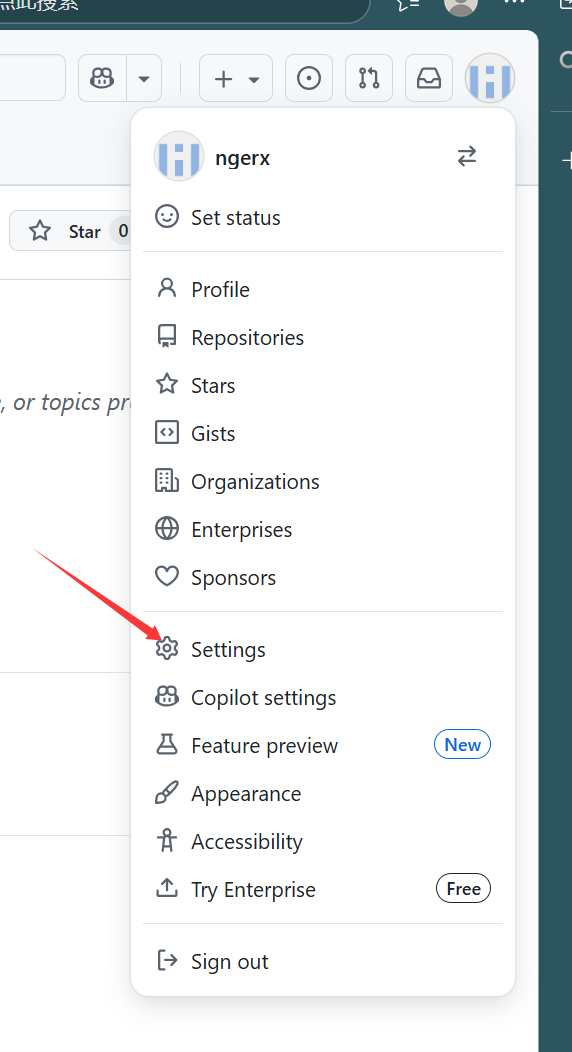 点此搜索
ngerx
Set status
Star 0
Profile
Repositories
Stars
, or topics pr
Gists
Organizations
Enterprises
Sponsors
Settings
Copilot settings
Feature preview New
Appearance
Accessibility
Try Enterprise Free
Sign out